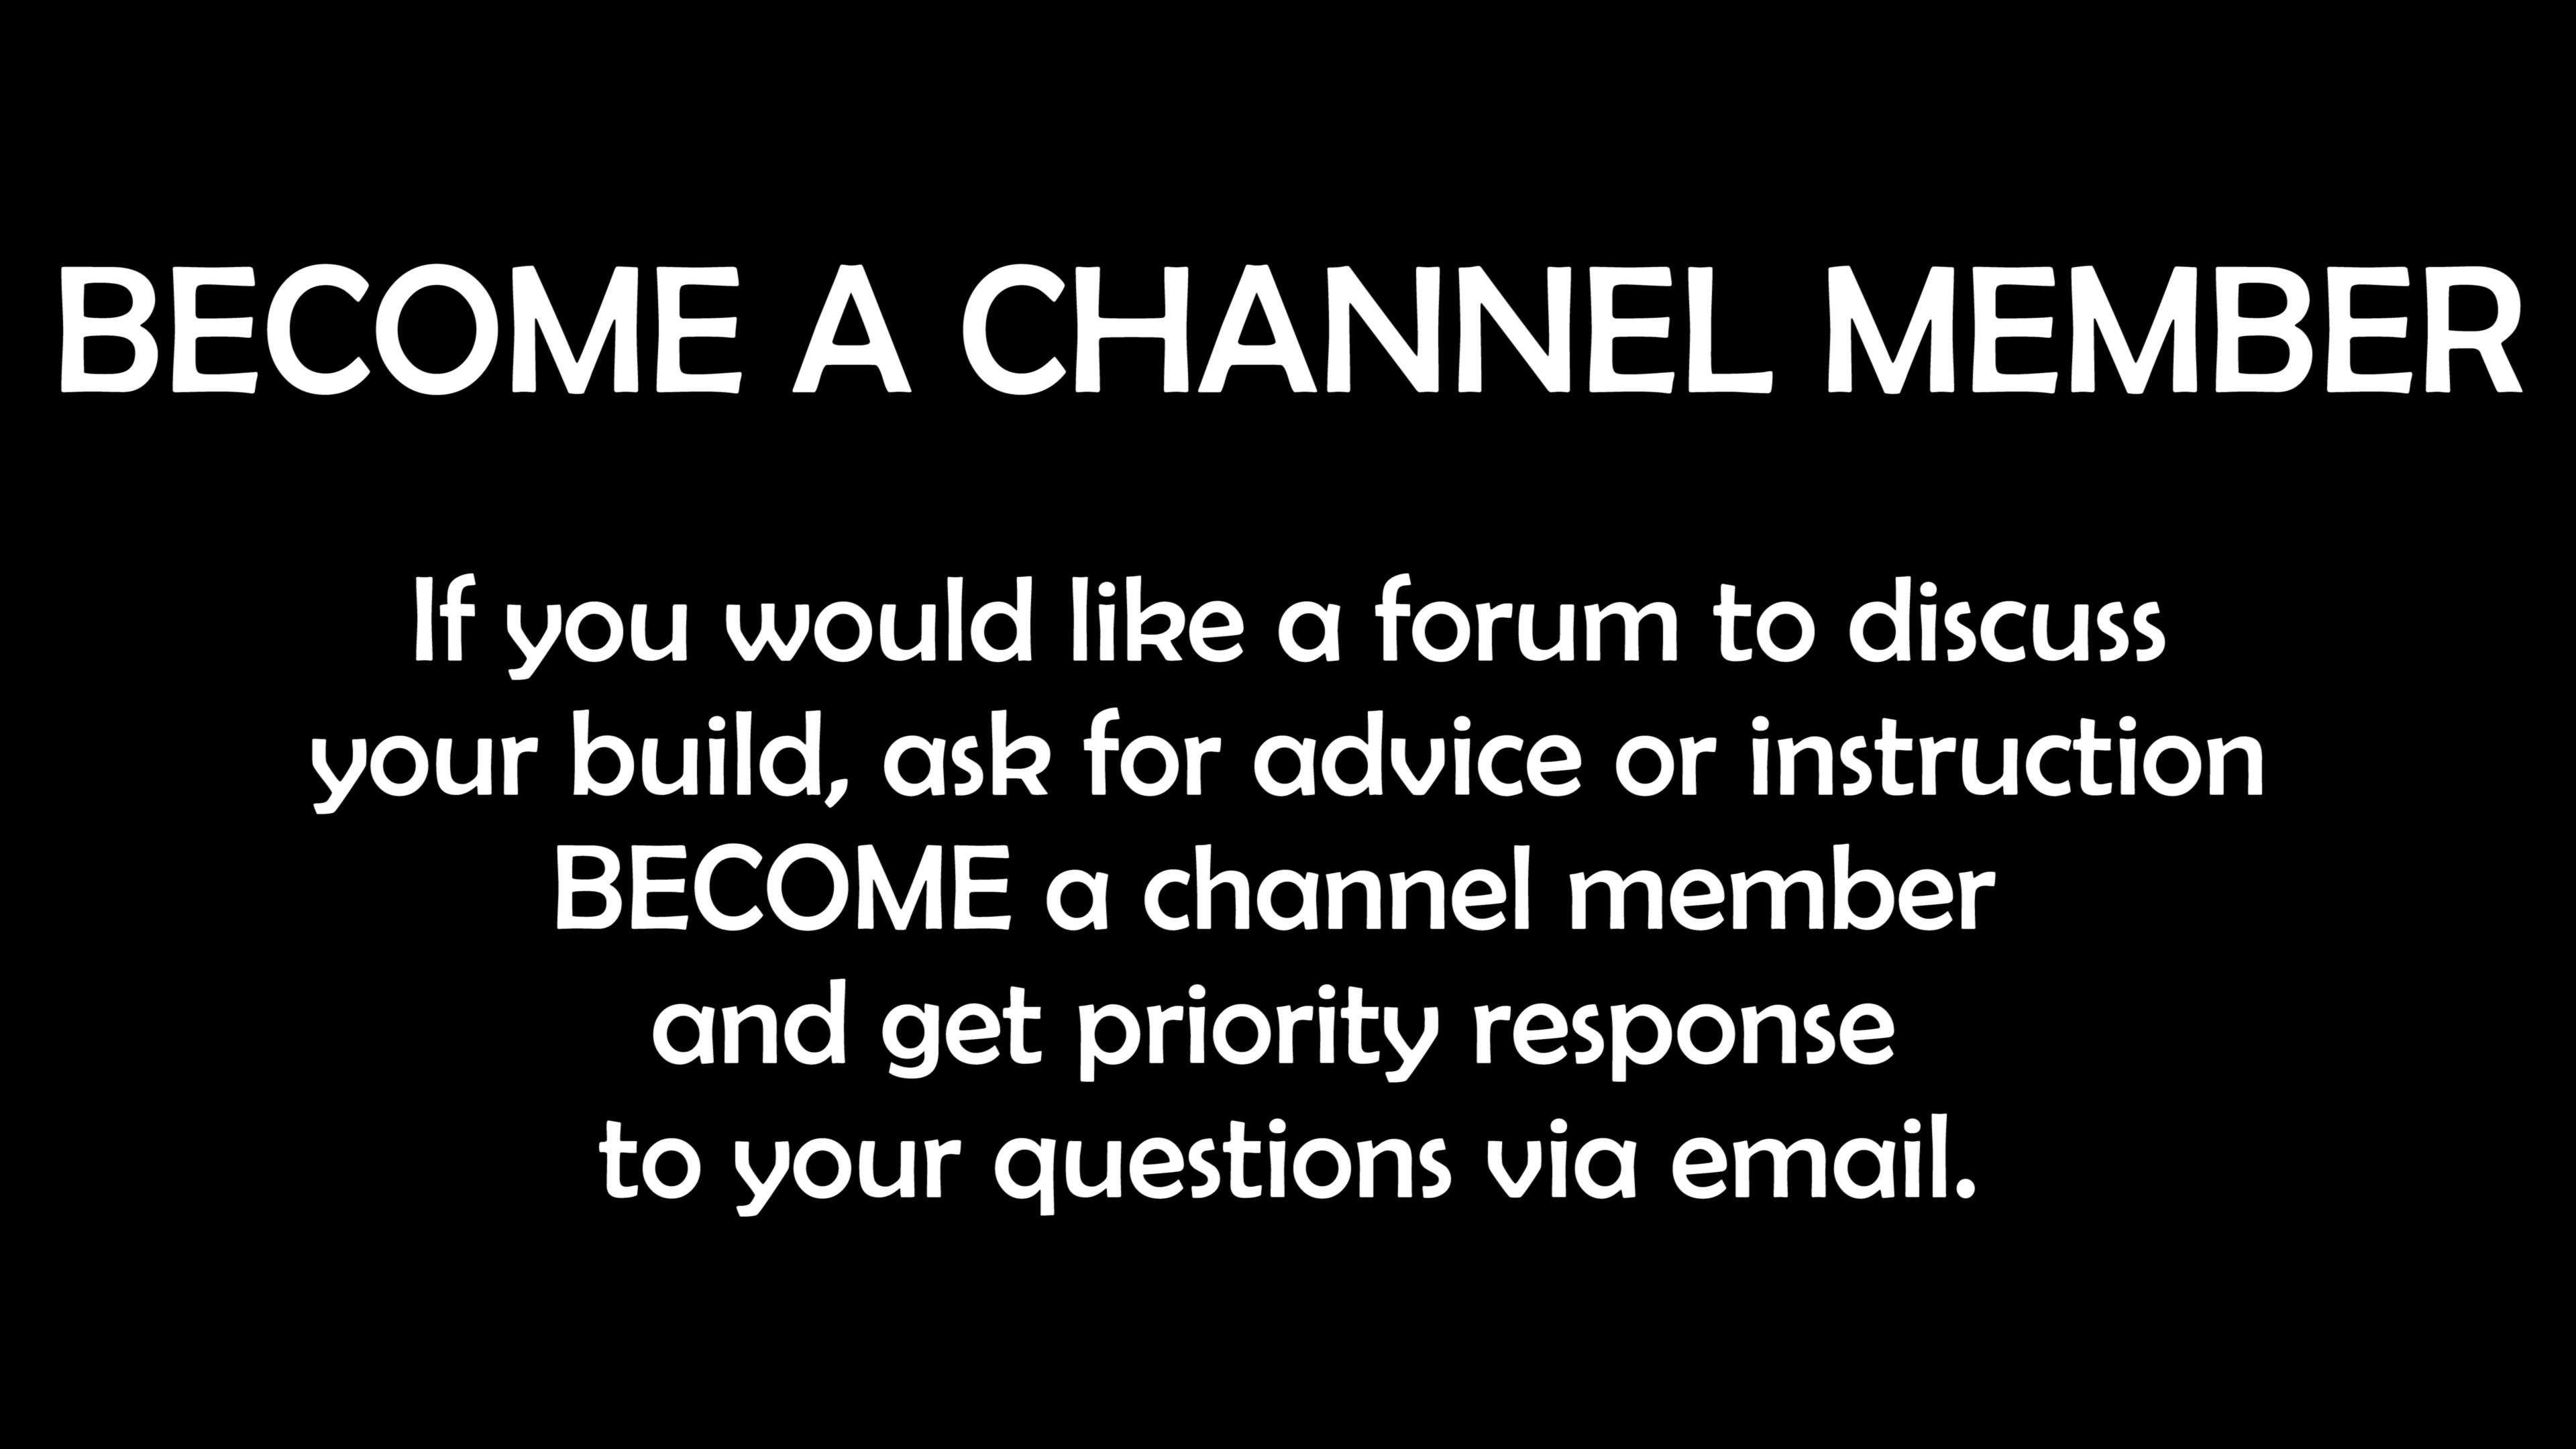 BECOME A CHANNEL MEMBER
If you would like a forum to discuss
your build, ask for advice or instruction
BECOME a channel member
and get priority response
to your questions via email.